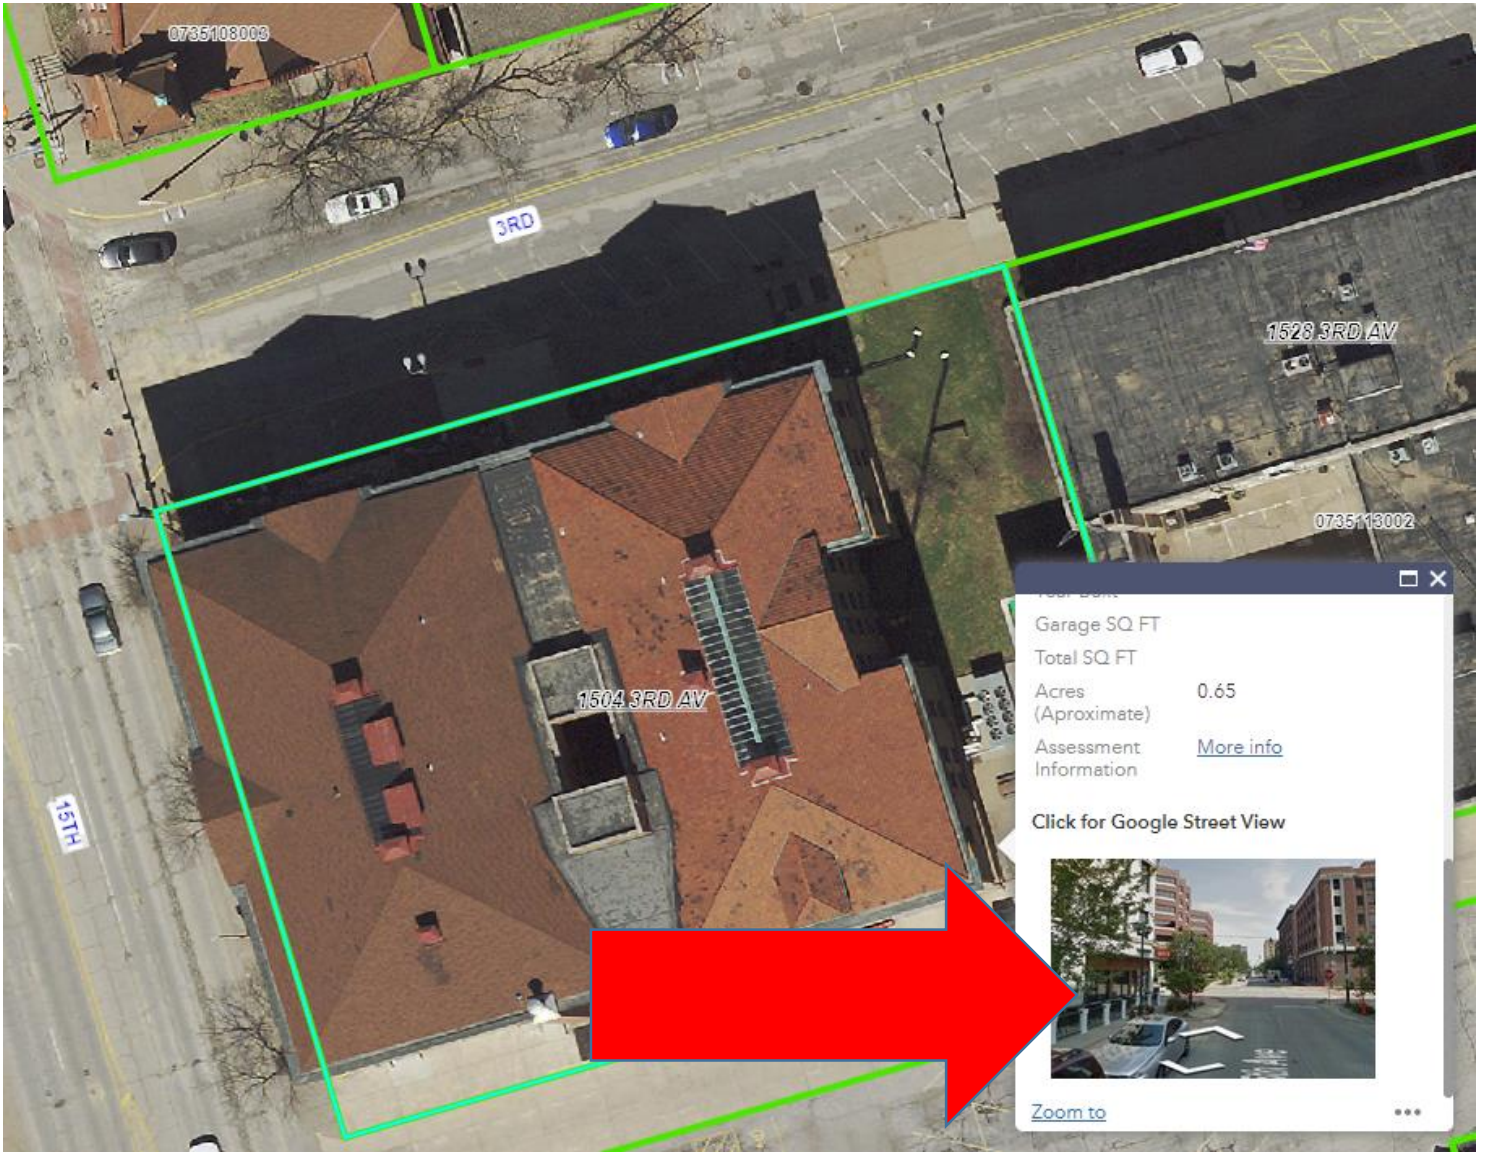 0735108003
3RD
1528 3RD AV
0735113002
1504 3RD AV
15TH
Garage SQ FT
Total SQ FT
Acres
(Aproximate)
0.65
Assessment
Information
More info
Click for Google Street View
Ave
Zoom to